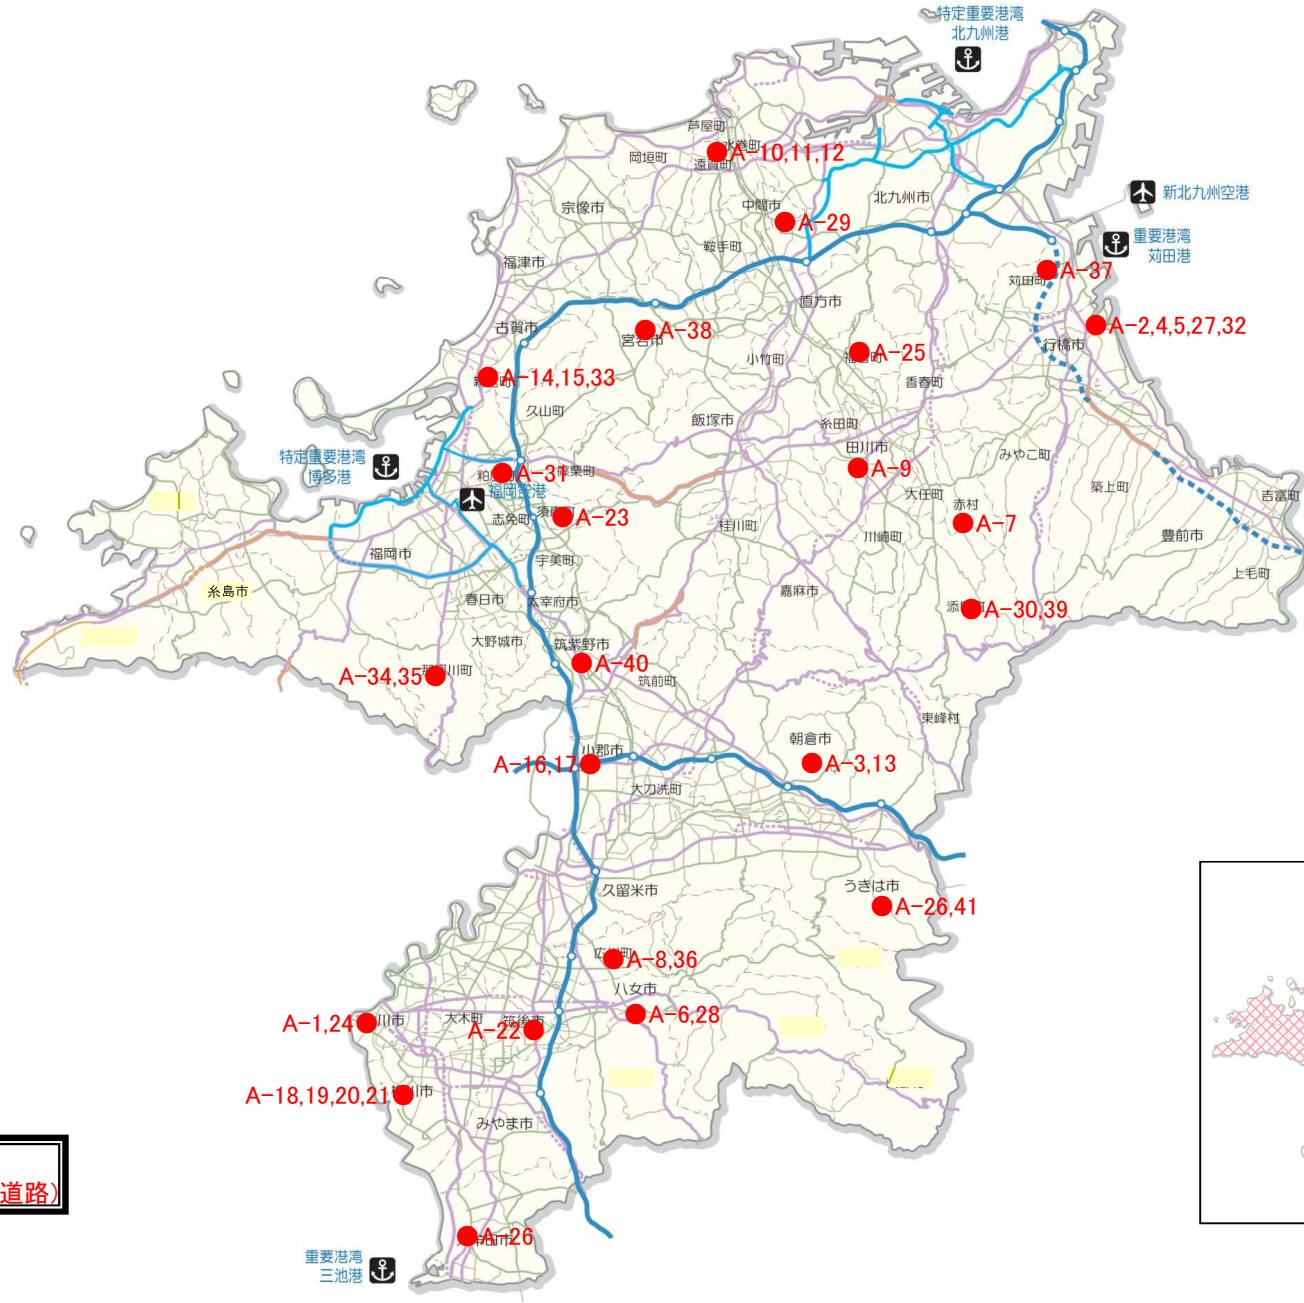 特定重要港湾
北九州港
芦屋町
水巻町
A-10,11,12
岡垣町
遠賀町
新北九州空港
北九州市
宗像市
中間市
A-29
重要港湾
苅田港
鞍手町
福津市
A-37
苅田町
直方市
古賀市
A-38
宮若市
A-2,4,5,27,32
行橋市
A-25
小竹町
A-14,15,33
香春町
久山町
飯塚市
糸田町
田川市
みやこ町
特定重要港湾
博多港
A-31
篠栗町
A-9
福岡空港
大任町
築上町
吉富町
赤村
志免町
A-23
桂川町
A-7
川崎町
豊前市
福岡市
宇美町
上毛町
糸島市
嘉麻市
春日市
太宰府市
A-30,39
大野城市
筑紫野市
A-40
A-34,35
筑前町
東峰村
朝倉市
小郡市
A-16,17
A-3,13
大刀洗町
久留米市
うきは市
A-26,41
A-8,36
八女市
A-1,24
川市
大木町
筑後市
A-22
A-6,28
A-18,19,20,21
川市
みやま市
道路)
A-26
重要港湾
三池港